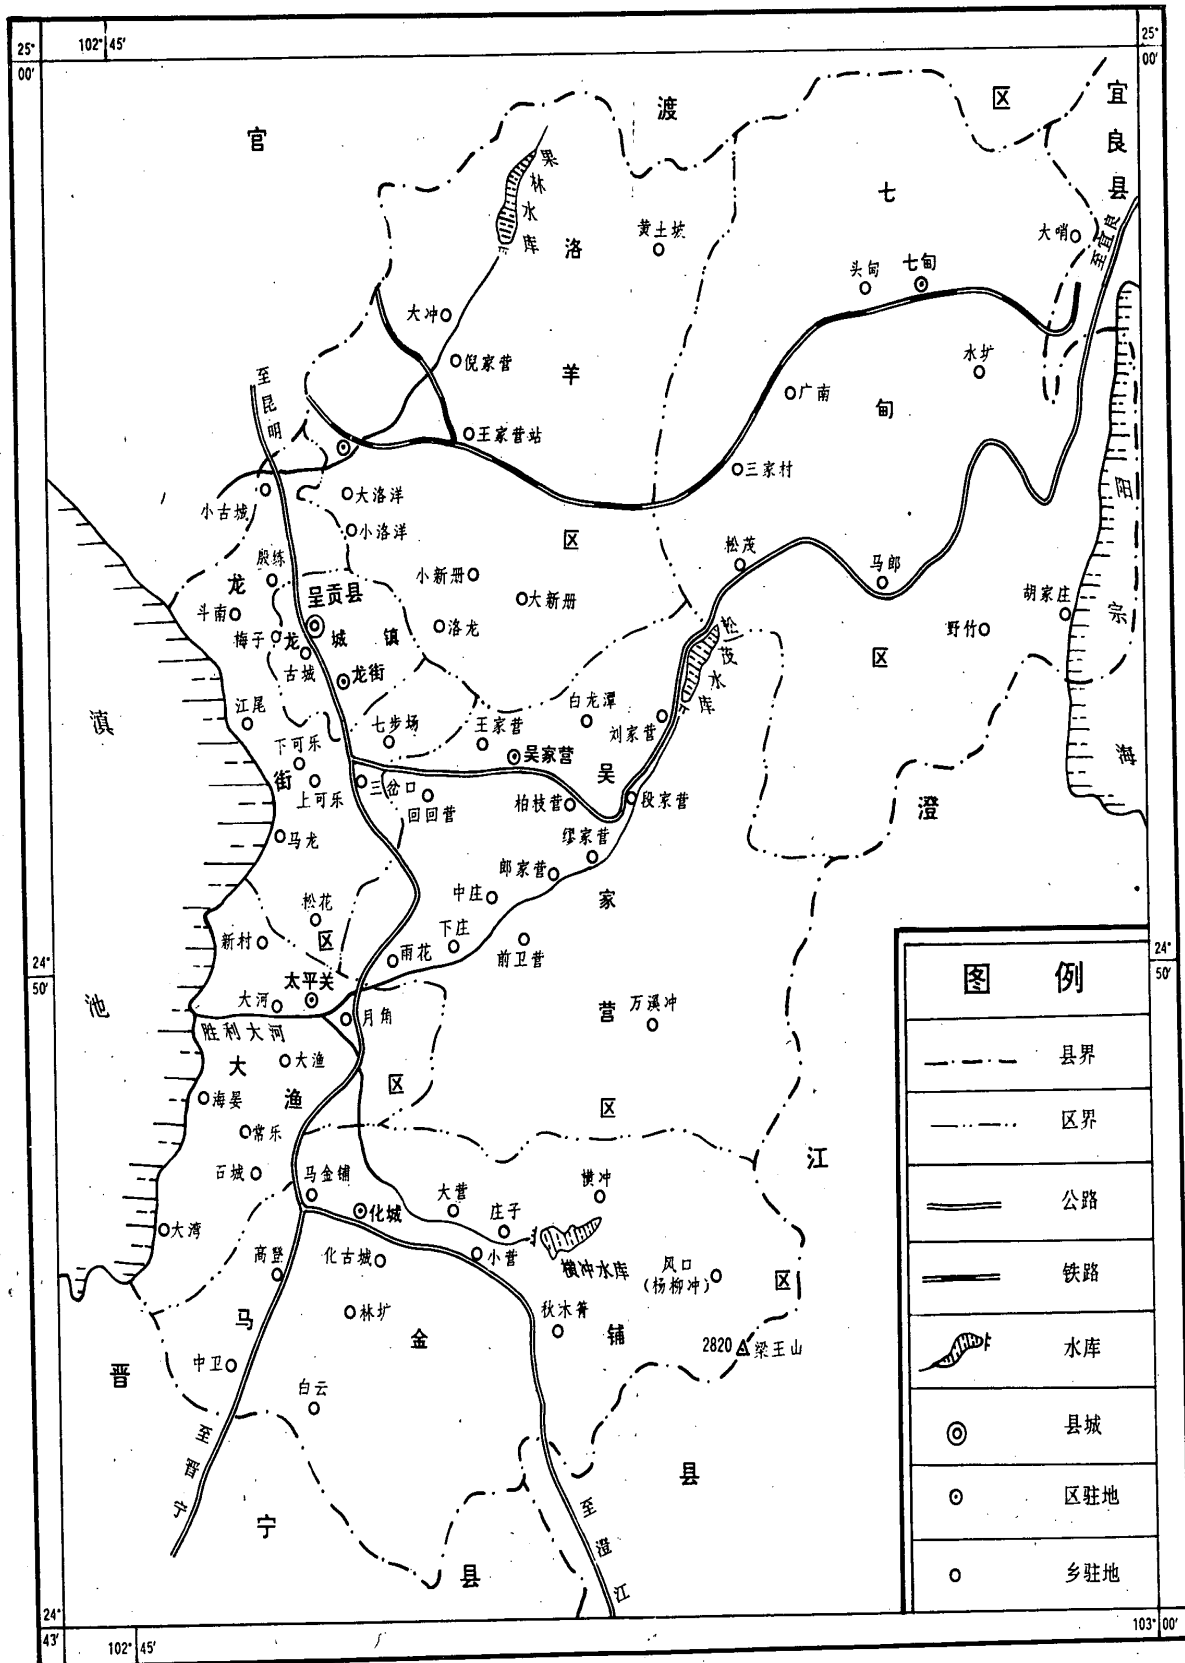 25°
00′
102°45′
25°
00′
官
渡
区
宜良县
果林水库
洛
羊
区
七
甸
区
黄土坡
大哨
至宜良
头甸
七甸
大冲
倪家营
水圹
广南
至昆明
王家营站
三家村
大洛洋
小古城
小洛洋
阳
宗
海
殷练
龙
呈贡县
小新册
大新册
松茂
马郎
胡家庄
斗南
梅子
龙
城
镇
洛龙
野竹
古城
龙街
松茂水库
江尾
七步场
王家营
白龙潭
刘家营
滇
池
下可乐
吴家营
吴
街
上可乐
三岔口
回回营
柏枝营
段家营
澄
马龙
缪家营
郎家营
家
松花
中庄
新村
区
下庄
雨花
前卫营
太平关
大河
月角
营
万溪冲
胜利大河
大渔
大
渔
区
海晏
区
常乐
江
石城
马金铺
横冲
化城
大营
庄子
大湾
高登
化古城
小营
横冲水库
风口
(杨柳冲)
区
马
林圹
金
秋木箐
铺
2820
梁王山
中卫
晋
白云
至晋宁
宁
县
县
至澄江
24°
50′
24°
50′
图例
县界
区界
公路
铁路
水库
县城
区驻地
乡驻地
24°
43′
102°45′
103°00′